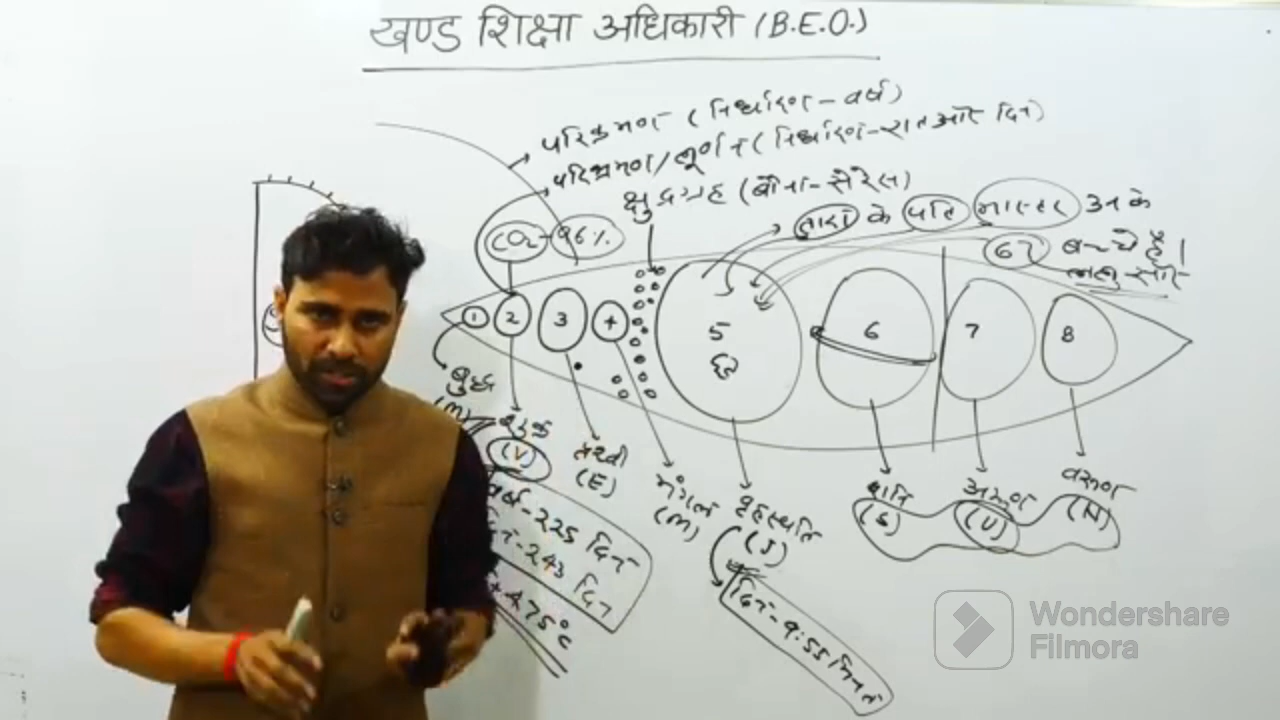 खण्ड शिक्षा अधिकारी (B.E.O.)
परिक्रमण (निर्धारण - वर्ष)
परिभ्रमण/घूर्णन (निर्धारण - रात और दिन)
क्षुद्रग्रह (बौना - सैरेस)
तारा के पति मास्टर उनके
67 बच्चे हैं।
CO₂ - 96%
1 2 3 4 5 6 7 8
बुद्ध
(M)
शुक्र
(V)
पृथ्वी
(E)
मंगल
(M)
बृहस्पति
(J)
शनि
(S)
अरुण
(U)
वरुण
(N)
वर्ष - 225 दिन
दिन - 243 दिन
475°C
दिन - 9:55 मिनट
Wondershare
Filmora